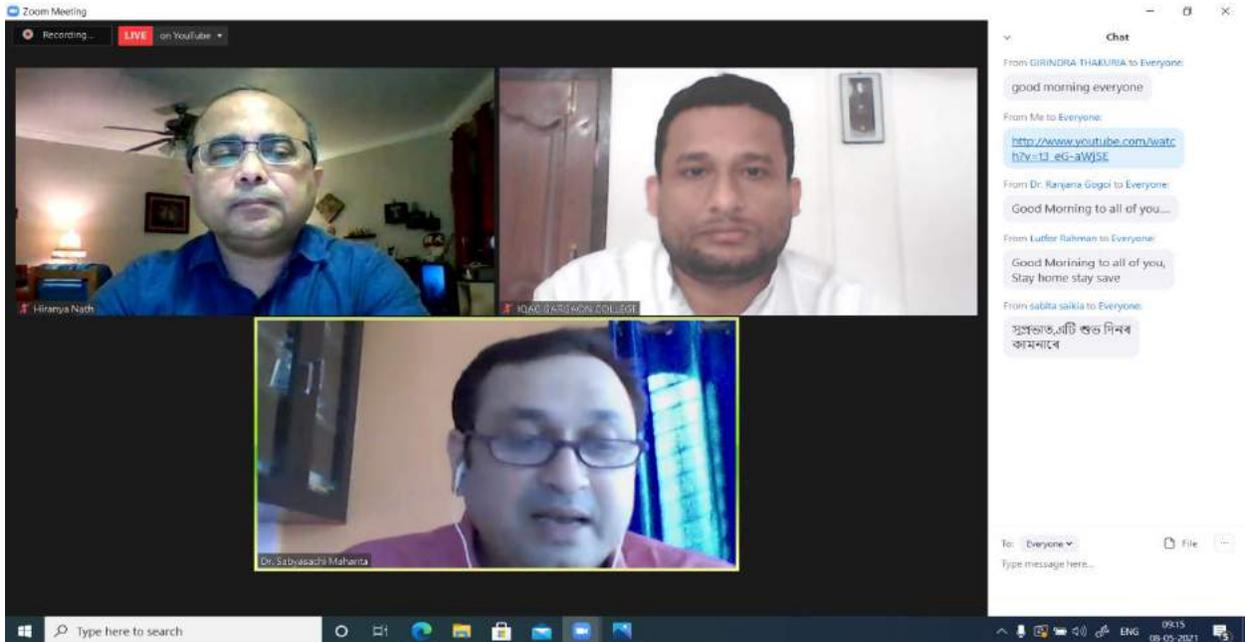 Zoom Meeting
Recording...
LIVE on YouTube
Hiranya Nath
IQAC GARGAON COLLEGE
Dr. Sabyasachi Mahanta
Chat
From GIRINDRA THAKURIA to Everyone:
good morning everyone
From Me to Everyone:
http://www.youtube.com/watc
h?v=t3_eG-aWjSE
From Dr. Ranjana Gogoi to Everyone:
Good Morning to all of you....
From Lutfor Rahman to Everyone:
Good Morining to all of you,
Stay home stay save
From sabita saikia to Everyone:
সুপ্ৰভাত,এটি শুভ দিনৰ
কামনাৰে
To: Everyone
File
Type message here...
Type here to search
ENG
09:15
08-05-2021
5